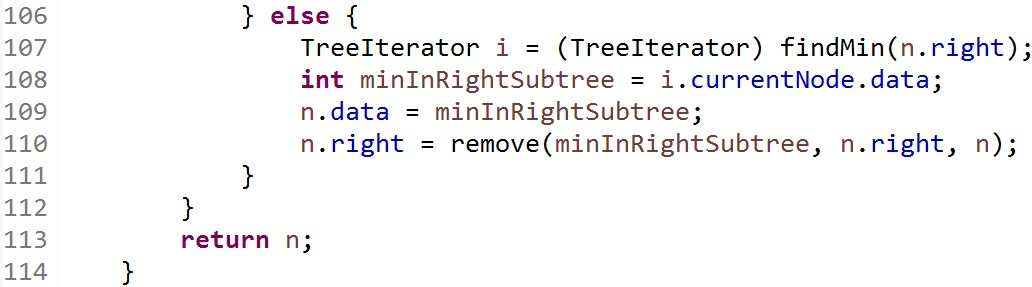 106 } else {
107 TreeIterator i = (TreeIterator) findMin(n.right);
108 int minInRightSubtree = i.currentNode.data;
109 n.data = minInRightSubtree;
110 n.right = remove(minInRightSubtree, n.right, n);
111 }
112 }
113 return n;
114 }